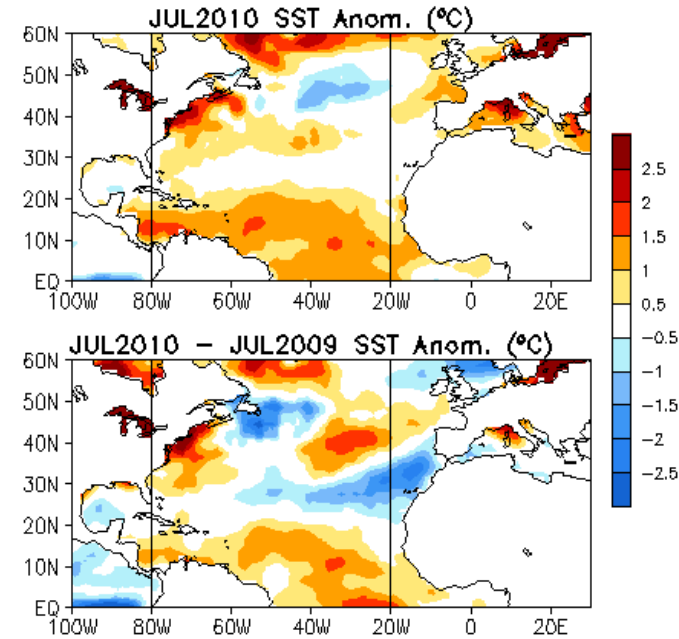 JUL2010 SST Anom. (ºC)
60N
50N
40N
30N
20N
10N
EQ
100W 80W 60W 40W 20W 0 20E
2.5
2
1.5
1
0.5
-0.5
-1
-1.5
-2
-2.5
JUL2010 - JUL2009 SST Anom. (ºC)
60N
50N
40N
30N
20N
10N
EQ
100W 80W 60W 40W 20W 0 20E